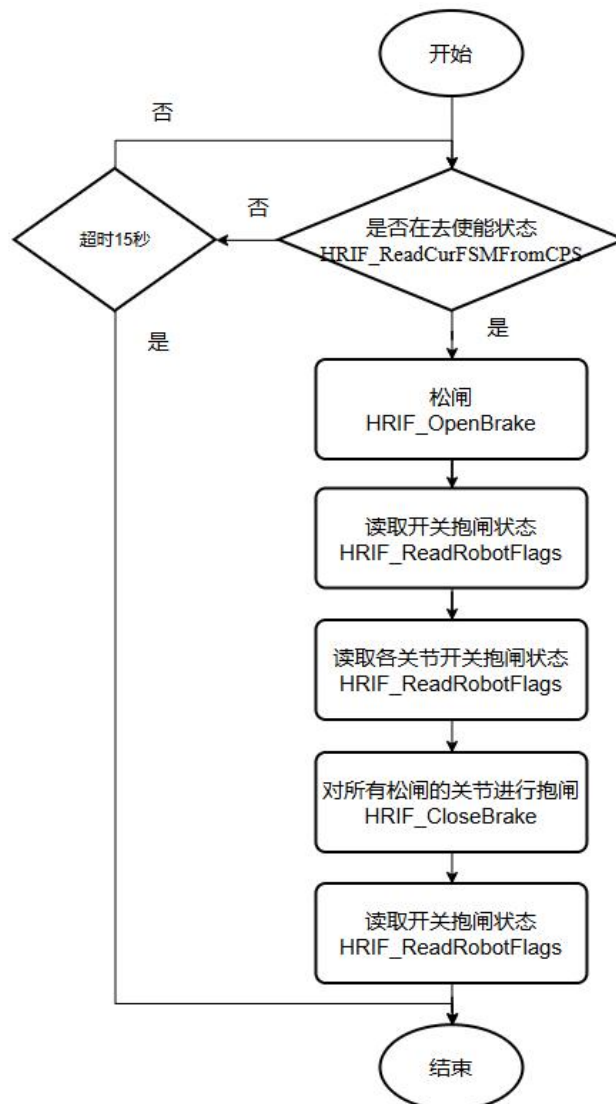 开始
否
超时15秒
否
是否在去使能状态
HRIF_ReadCurFSMFromCPS
是
是
松闸
HRIF_OpenBrake
读取开关抱闸状态
HRIF_ReadRobotFlags
读取各关节开关抱闸状态
HRIF_ReadRobotFlags
对所有松闸的关节进行抱闸
HRIF_CloseBrake
读取开关抱闸状态
HRIF_ReadRobotFlags
结束